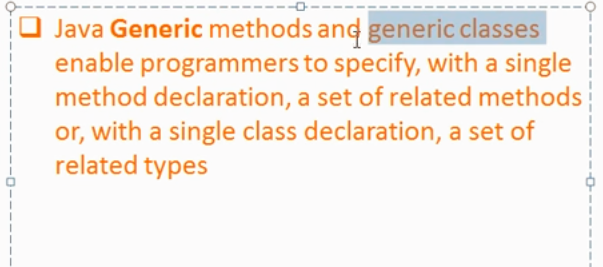 ❑ Java Generic methods and generic classes
enable programmers to specify, with a single
method declaration, a set of related methods
or, with a single class declaration, a set of
related types